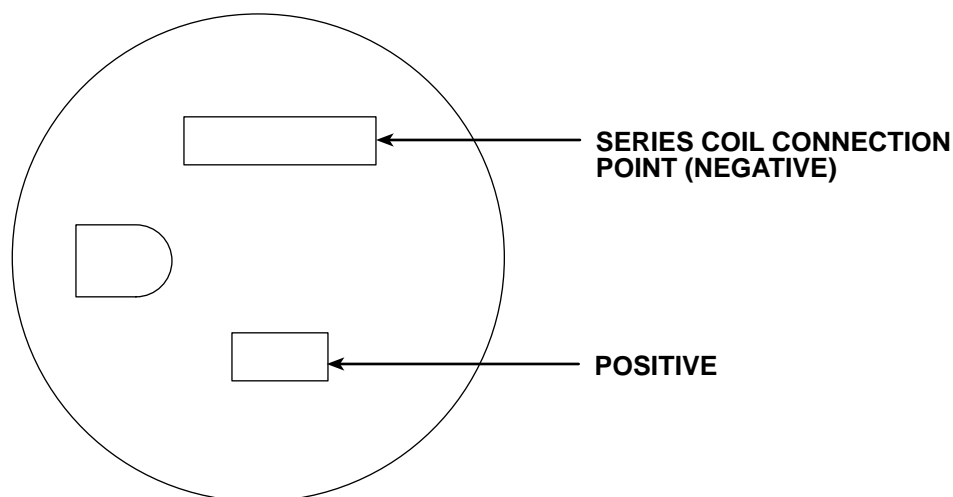 SERIES COIL CONNECTION
POINT (NEGATIVE)
POSITIVE